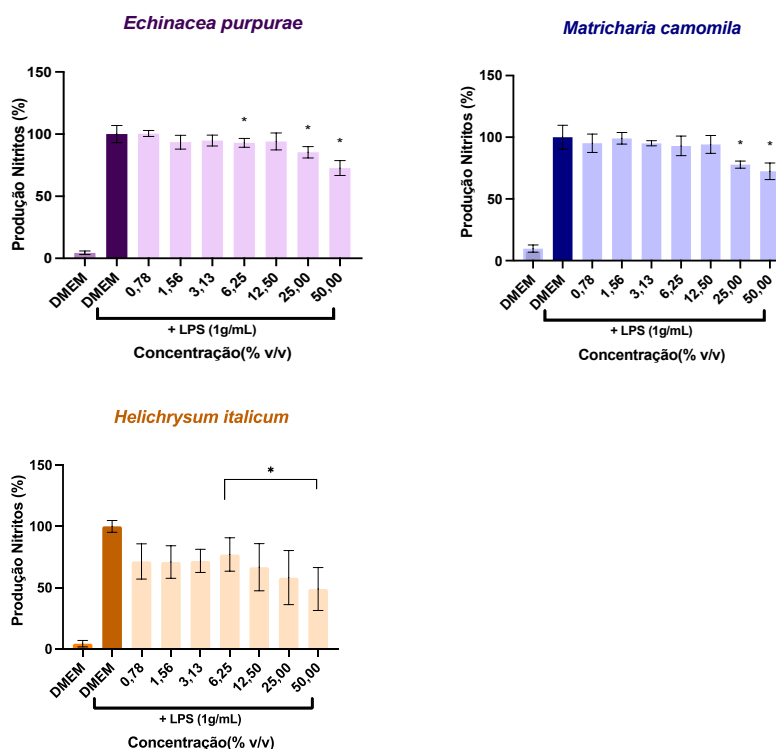 Echinacea purpurae
Produção Nitritos (%)
150
100
50
0
*
*
*
DMEM
DMEM
0,78
1,56
3,13
6,25
12,50
25,00
50,00
+ LPS (1g/mL)
Concentração(% v/v)
Matricharia camomila
Produção Nitritos (%)
150
100
50
0
*
*
DMEM
DMEM
0,78
1,56
3,13
6,25
12,50
25,00
50,00
+ LPS (1g/mL)
Concentração(% v/v)
Helichrysum italicum
Produção Nitritos (%)
150
100
50
0
*
DMEM
DMEM
0,78
1,56
3,13
6,25
12,50
25,00
50,00
+ LPS (1g/mL)
Concentração(% v/v)